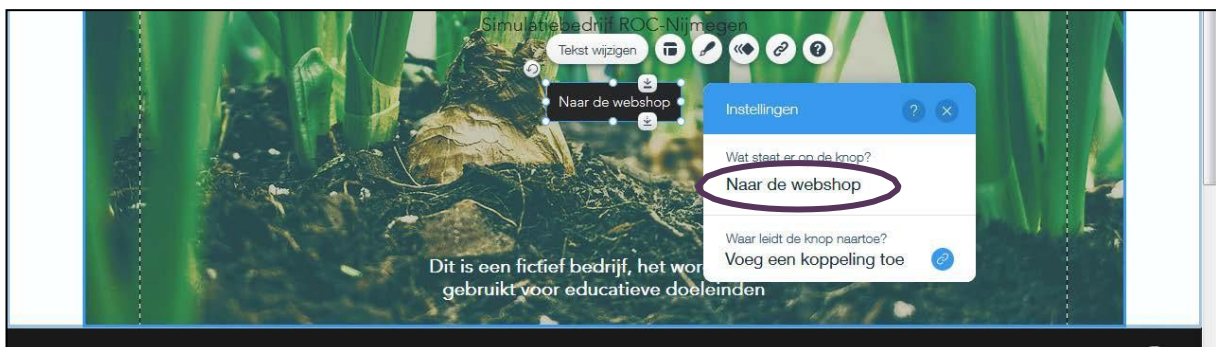 Simulatiebedrijf ROC-Nijmegen
Tekst wijzigen
?
Naar de webshop
Instellingen
? ×
Wat staat er op de knop?
Naar de webshop
Waar leidt de knop naartoe?
Voeg een koppeling toe
Dit is een fictief bedrijf, het wor
gebruikt voor educatieve doeleinden